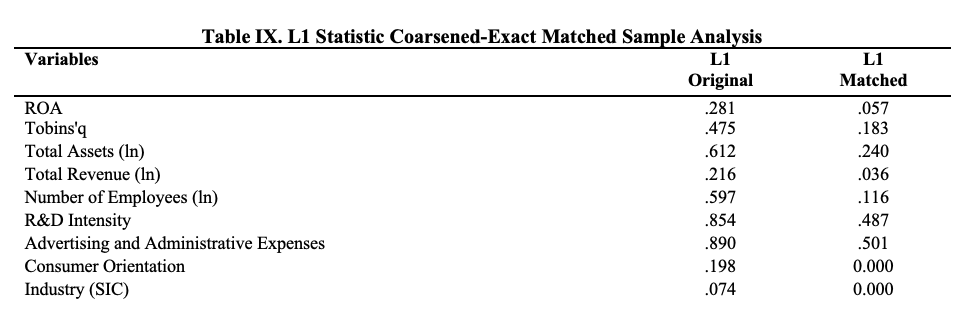 Table IX. L1 Statistic Coarsened-Exact Matched Sample Analysis
Variables L1 L1
Original Matched
ROA .281 .057
Tobins'q .475 .183
Total Assets (ln) .612 .240
Total Revenue (ln) .216 .036
Number of Employees (ln) .597 .116
R&D Intensity .854 .487
Advertising and Administrative Expenses .890 .501
Consumer Orientation .198 0.000
Industry (SIC) .074 0.000